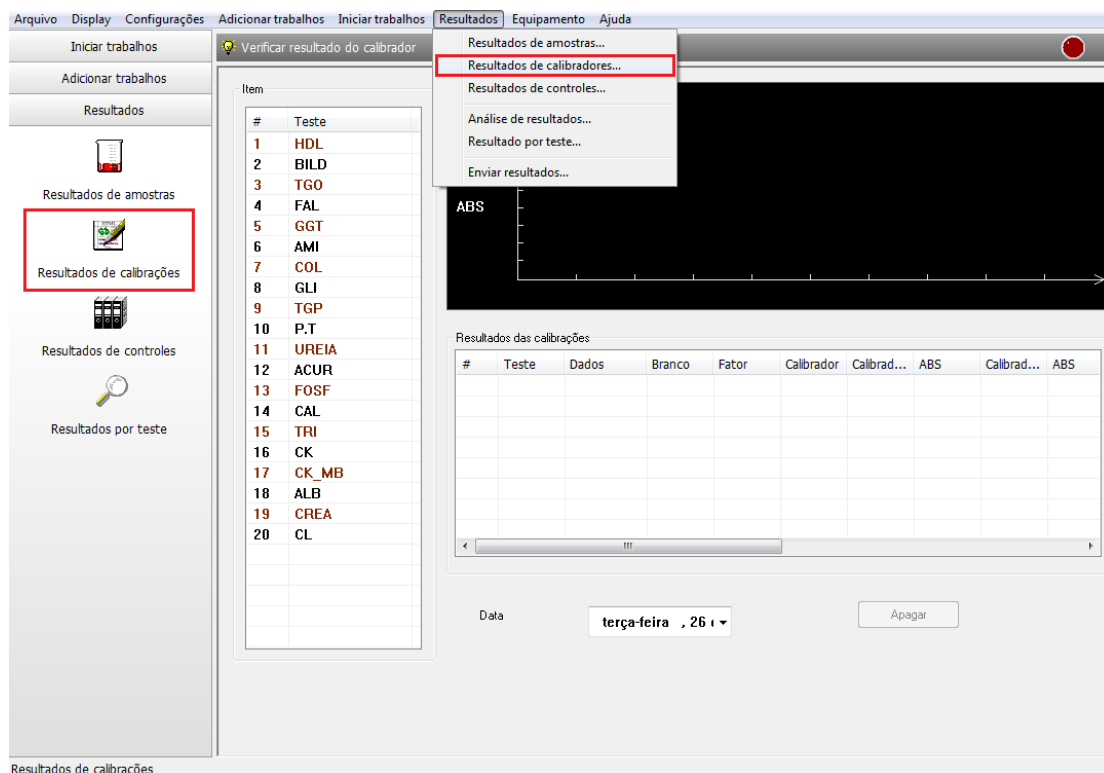 Arquivo Display Configurações Adicionar trabalhos Iniciar trabalhos Resultados Equipamento Ajuda
Iniciar trabalhos
Adicionar trabalhos
Resultados
Resultados de amostras
Resultados de calibrações
Resultados de controles
Resultados por teste
Verificar resultado do calibrador
Resultados de amostras...
Resultados de calibradores...
Resultados de controles...
Análise de resultados...
Resultado por teste...
Enviar resultados...
Item
# Teste
1 HDL
2 BILD
3 TGO
4 FAL
5 GGT
6 AMI
7 COL
8 GLI
9 TGP
10 P.T
11 UREIA
12 ACUR
13 FOSF
14 CAL
15 TRI
16 CK
17 CK_MB
18 ALB
19 CREA
20 CL
ABS
Resultados das calibrações
# Teste Dados Branco Fator Calibrador Calibrad... ABS Calibrad... ABS
Data terça-feira , 26 Apagar
Resultados de calibrações